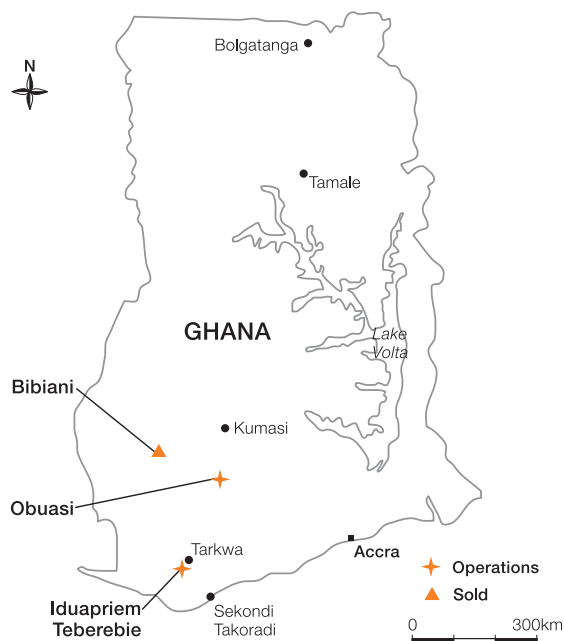 Bolgatanga
N
Tamale
GHANA
Lake
Volta
Bibiani
Kumasi
Obuasi
Tarkwa
Accra
Operations
Iduapriem
Teberebie
Sekondi
Takoradi
Sold
0 300km